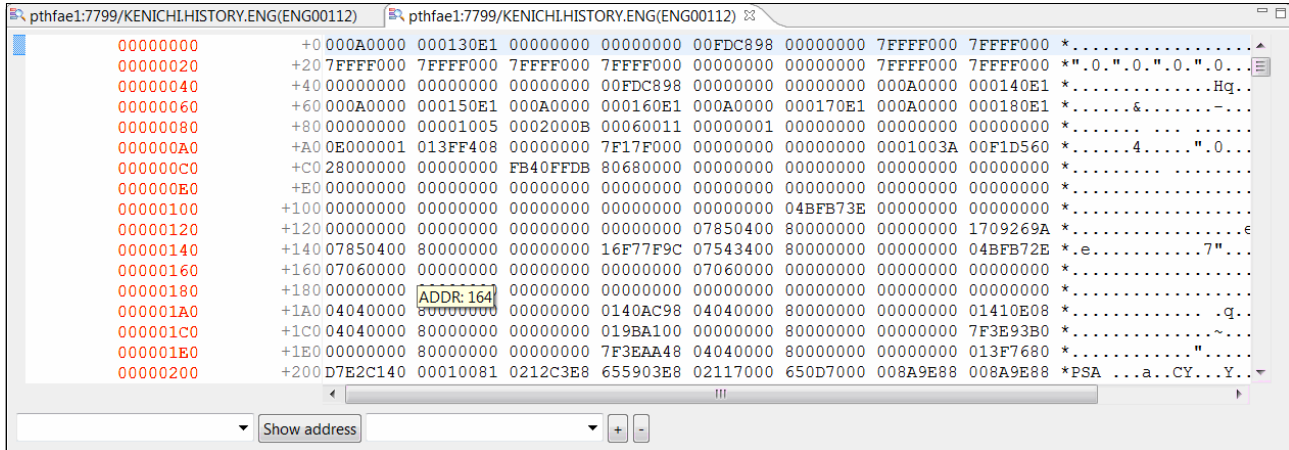 pthfae1:7799/KENICHI.HISTORY.ENG(ENG00112) pthfae1:7799/KENICHI.HISTORY.ENG(ENG00112)
00000000 +0 000A0000 000130E1 00000000 00000000 00FDC898 00000000 7FFFF000 7FFFF000 *...................
00000020 +20 7FFFF000 7FFFF000 7FFFF000 7FFFF000 00000000 00000000 7FFFF000 7FFFF000 *".0.".0.".0.".0...
00000040 +40 00000000 00000000 00000000 00FDC898 00000000 00000000 000A0000 000140E1 *..............Hq..
00000060 +60 000A0000 000150E1 000A0000 000160E1 000A0000 000170E1 000A0000 000180E1 *......&.......-...
00000080 +80 00000000 00001005 0002000B 00060011 00000001 00000000 00000000 00000000 *....... ... ......
000000A0 +A0 0E000001 013FF408 00000000 7F17F000 00000000 00000000 0001003A 00F1D560 *......4.....".0...
000000C0 +C0 28000000 00000000 FB40FFDB 80680000 00000000 00000000 00000000 00000000 *......... ........
000000E0 +E0 00000000 00000000 00000000 00000000 00000000 00000000 00000000 00000000 *..................
00000100 +100 00000000 00000000 00000000 00000000 00000000 04BFB73E 00000000 00000000 *..................
00000120 +120 00000000 00000000 00000000 00000000 07850400 80000000 00000000 1709269A *.................e
00000140 +140 07850400 80000000 00000000 16F77F9C 07543400 80000000 00000000 04BFB72E *.e...........7"...
00000160 +160 07060000 00000000 00000000 00000000 07060000 00000000 00000000 00000000 *..................
00000180 +180 00000000 00000000 00000000 00000000 00000000 00000000 00000000 *..................
ADDR: 164
000001A0 +1A0 04040000 80000000 00000000 0140AC98 04040000 80000000 00000000 01410E08 *.............. .q..
000001C0 +1C0 04040000 80000000 00000000 019BA100 00000000 80000000 00000000 7F3E93B0 *..............~...
000001E0 +1E0 00000000 80000000 00000000 7F3EAA48 04040000 80000000 00000000 013F7680 *............".....
00000200 +200 D7E2C140 00010081 0212C3E8 655903E8 02117000 650D7000 008A9E88 008A9E88 *PSA ...a..CY...Y..
Show address + -